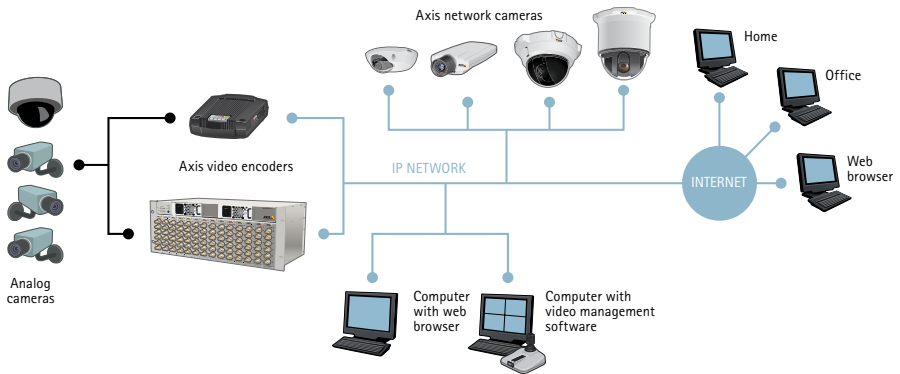 Axis network cameras
Home
Office
Axis video encoders
IP NETWORK
Web
browser
INTERNET
Analog
cameras
Computer
with web
browser
Computer with
video management
software